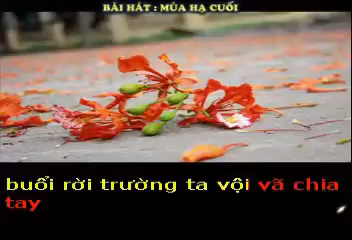 BÀI HÁT : MÙA HẠ CUỐI
buổi rời trường ta vội vã chia
tay